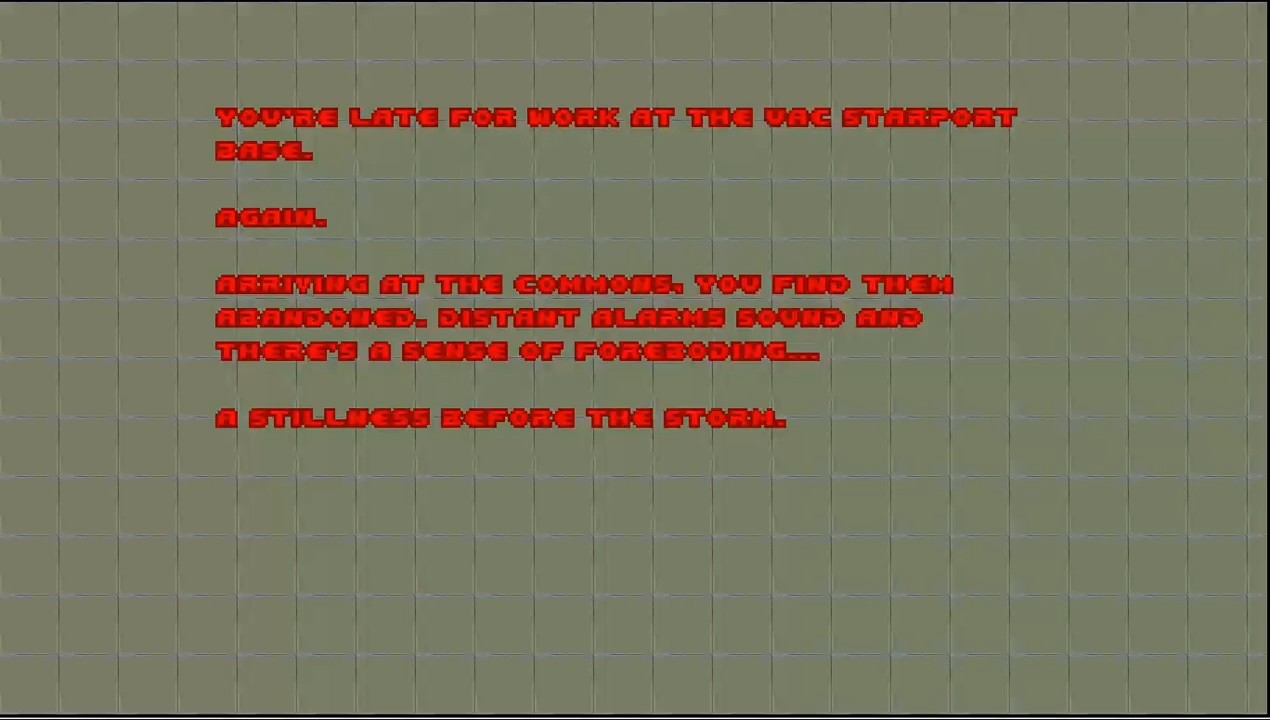 YOU'RE LATE FOR WORK AT THE VAC STARPORT
BASE.
AGAIN.
ARRIVING AT THE COMMONS, YOU FIND THEM
ABANDONED. DISTANT ALARMS SOUND AND
THERE'S A SENSE OF FOREBODING...
A STILLNESS BEFORE THE STORM.